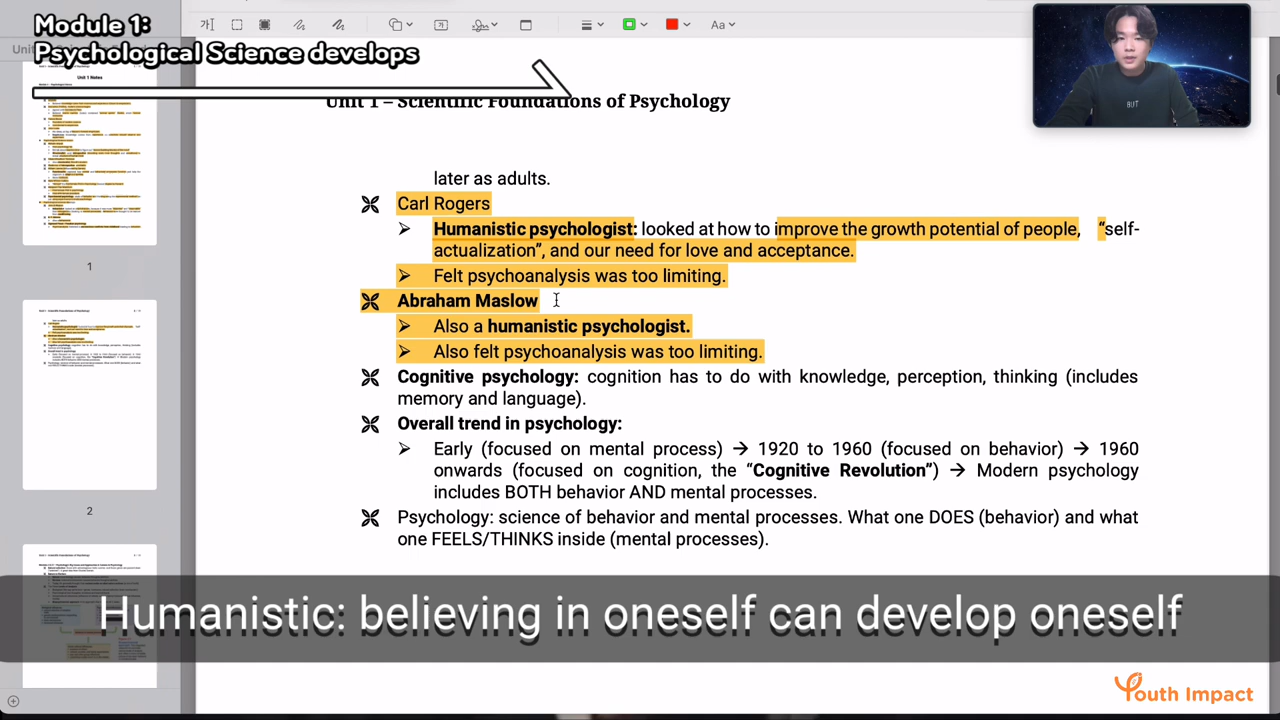 Module 1:
Psychological Science develops
가
Aa
Unit 1 Notes
1
2
Unit 1 – Scientific Foundations of Psychology
later as adults.
Carl Rogers
Humanistic psychologist: looked at how to improve the growth potential of people, “self-
actualization”, and our need for love and acceptance.
Felt psychoanalysis was too limiting.
Abraham Maslow
Also a humanistic psychologist.
Also felt psychoanalysis was too limiting.
Cognitive psychology: cognition has to do with knowledge, perception, thinking (includes
memory and language).
Overall trend in psychology:
Early (focused on mental process) → 1920 to 1960 (focused on behavior) → 1960
onwards (focused on cognition, the “Cognitive Revolution”) → Modern psychology
includes BOTH behavior AND mental processes.
Psychology: science of behavior and mental processes. What one DOES (behavior) and what
one FEELS/THINKS inside (mental processes).
BUT
Humanistic: believing in oneself can develop oneself
Youth Impact